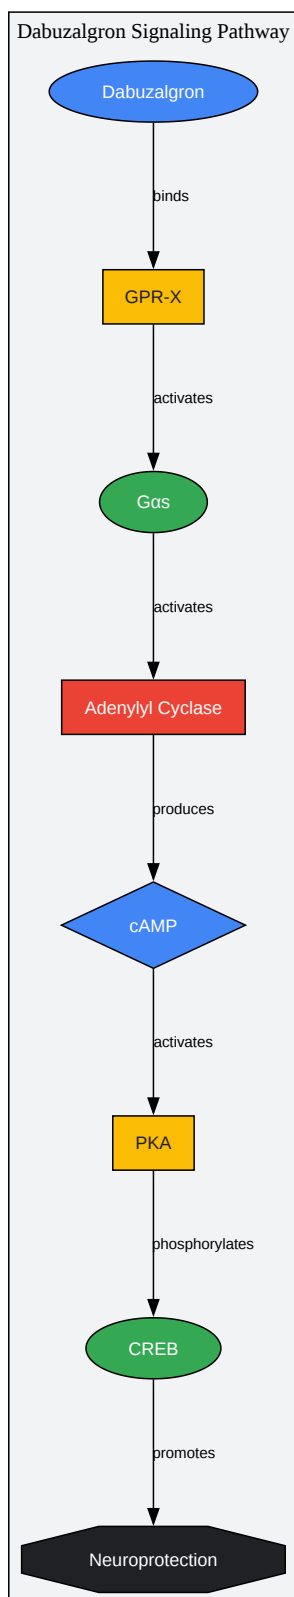 Dabuzalgron Signaling Pathway
Dabuzalgron
binds
GPR-X
activates
Gαs
activates
Adenylyl Cyclase
produces
cAMP
activates
PKA
phosphorylates
CREB
promotes
Neuroprotection